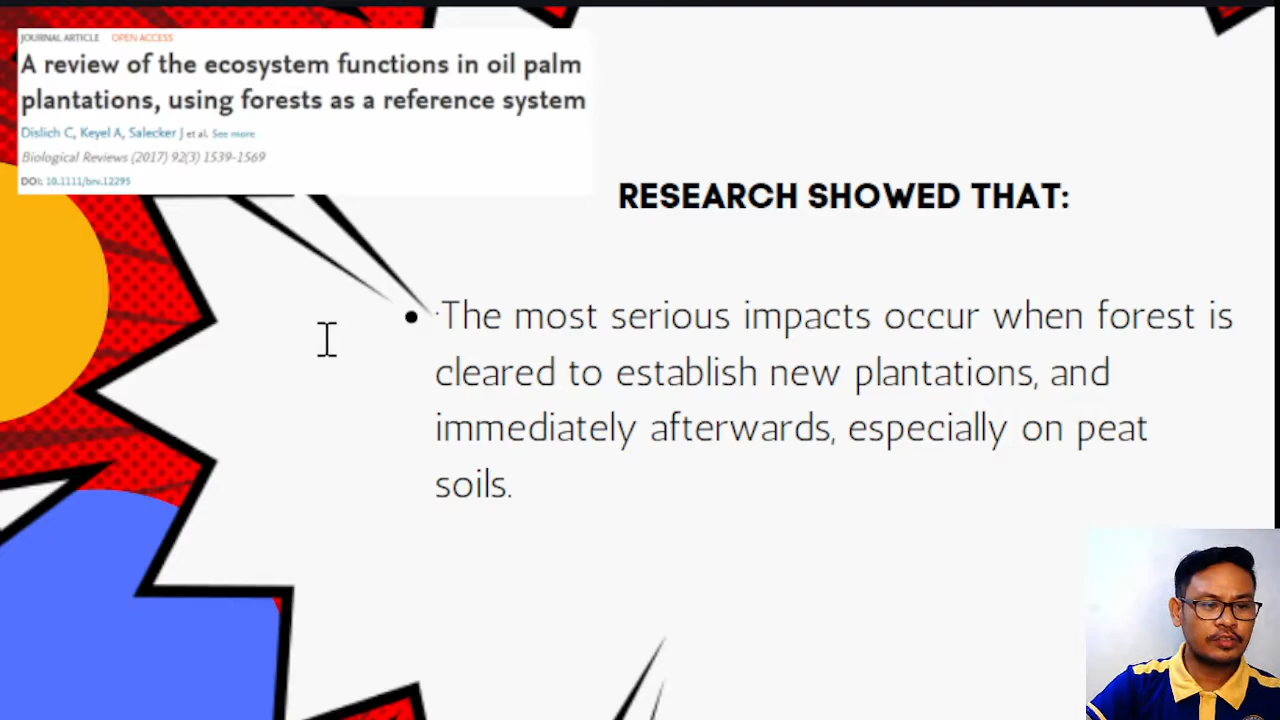 JOURNAL ARTICLE OPEN ACCESS
A review of the ecosystem functions in oil palm
plantations, using forests as a reference system
Dislich C, Keyel A, Salecker J et al. See more
Biological Reviews (2017) 92(3) 1539-1569
DOI: 10.1111/brv.12295
RESEARCH SHOWED THAT:
• ·The most serious impacts occur when forest is
cleared to establish new plantations, and
immediately afterwards, especially on peat
soils.